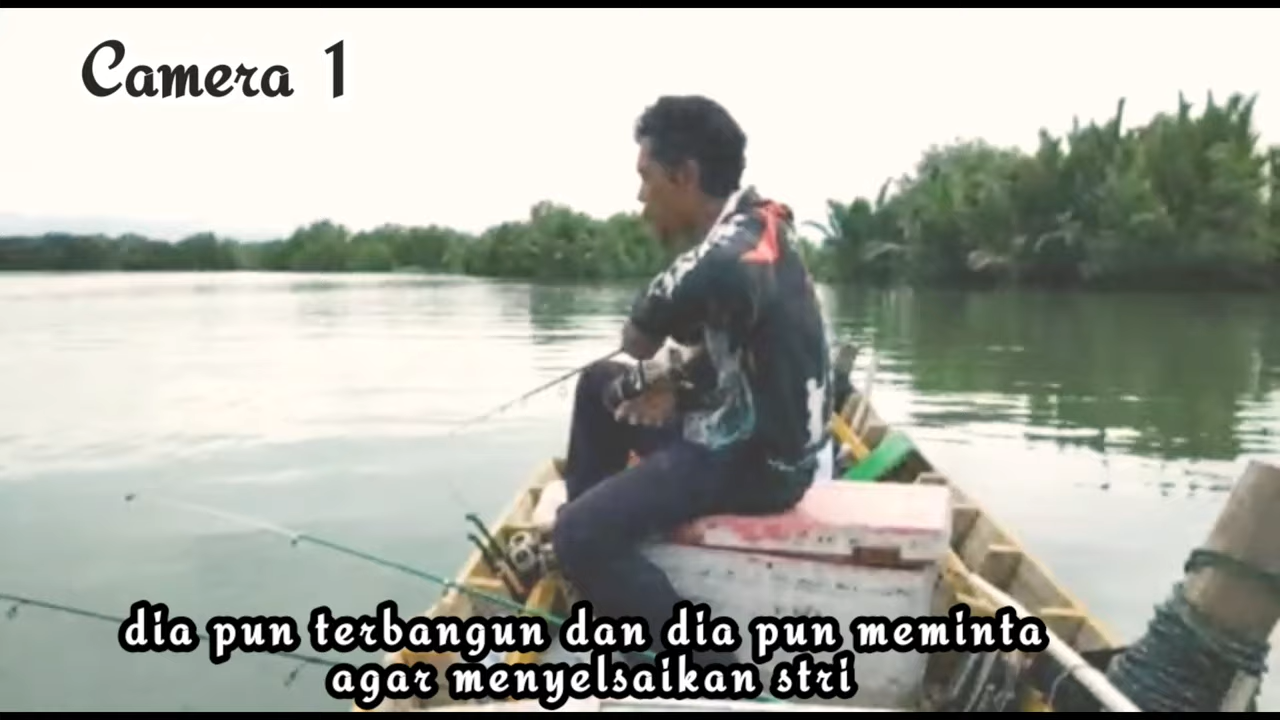 Camera 1
dia pun terbangun dan dia pun meminta
agar menyelsaikan stri